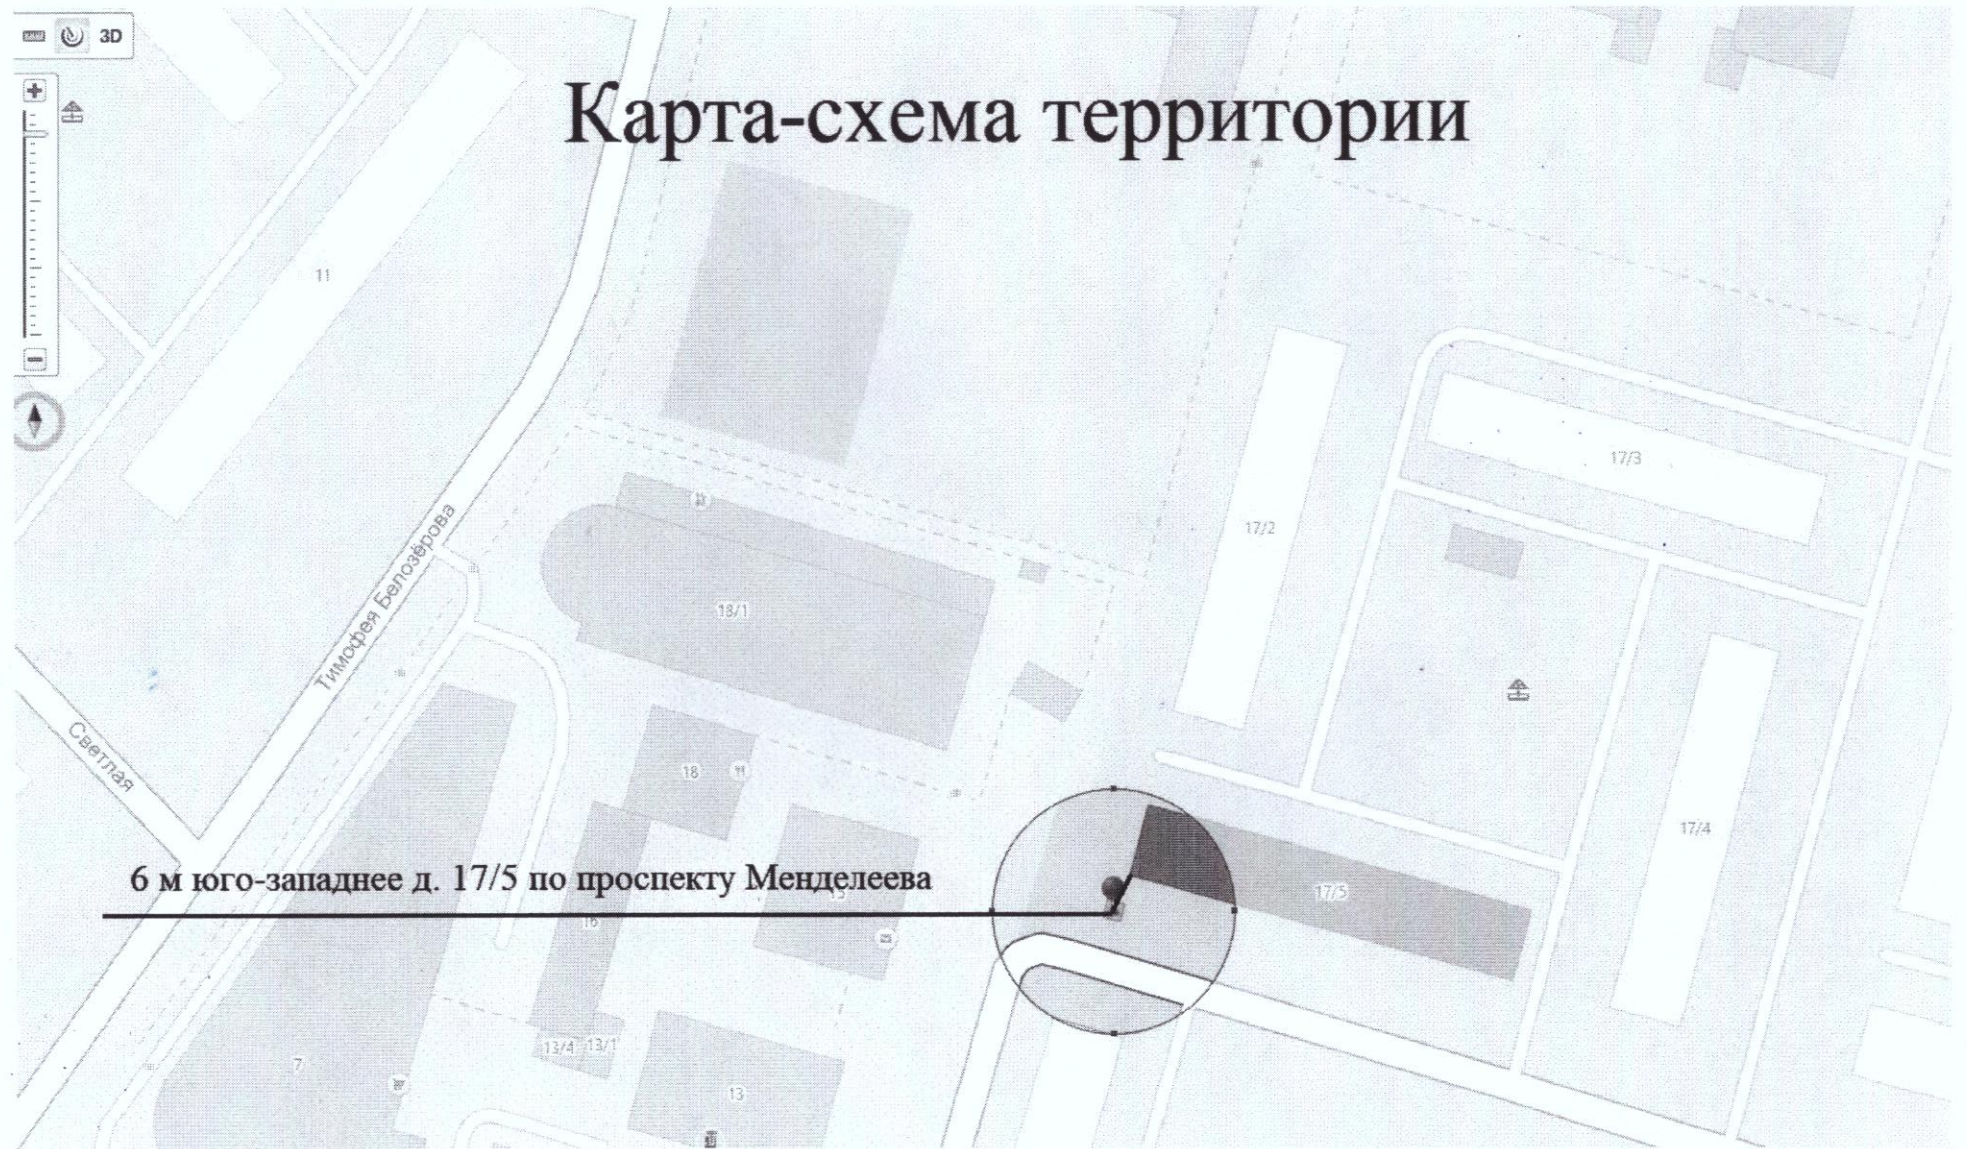 3D
Карта-схема территории
11
17/3
17/2
Тимофея Белозёрова
18/1
Светлая
18
17/4
6 м юго-западнее д. 17/5 по проспекту Менделеева
17/5
15
16
13/4
13/1
7
13